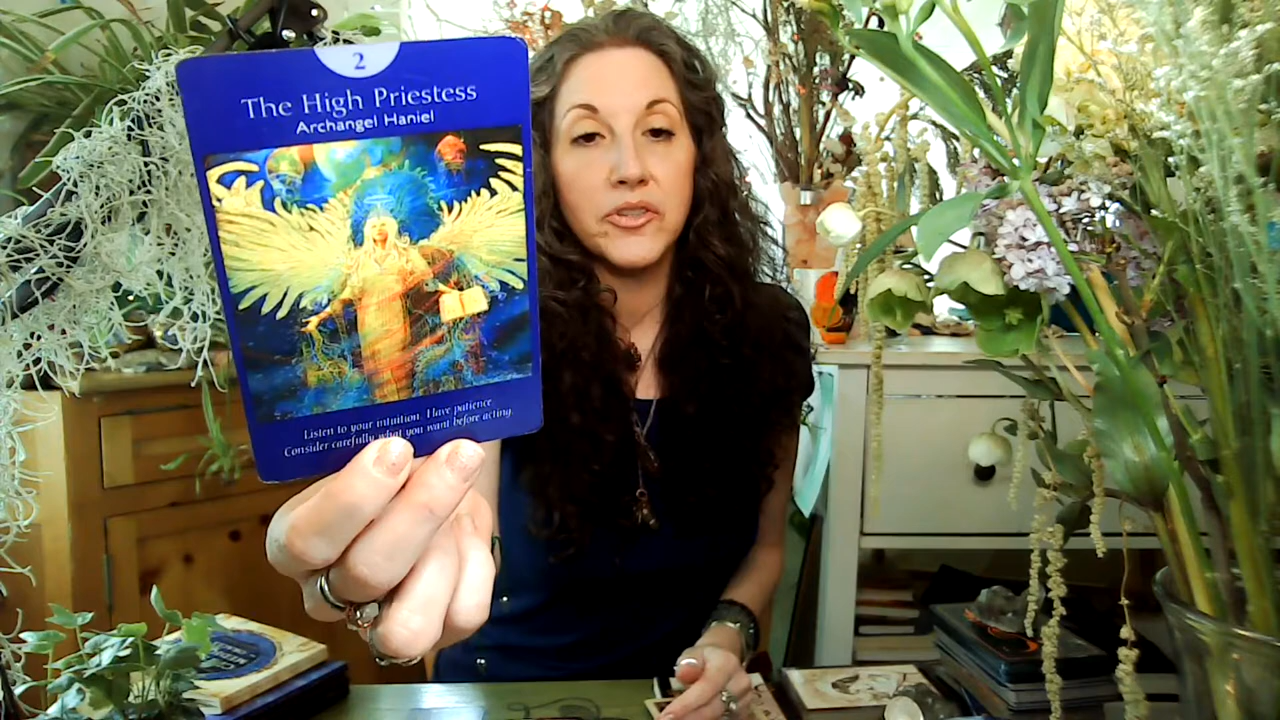 2
The High Priestess
Archangel Haniel
Listen to your intuition. Have patience.
Consider carefully what you want before acting.